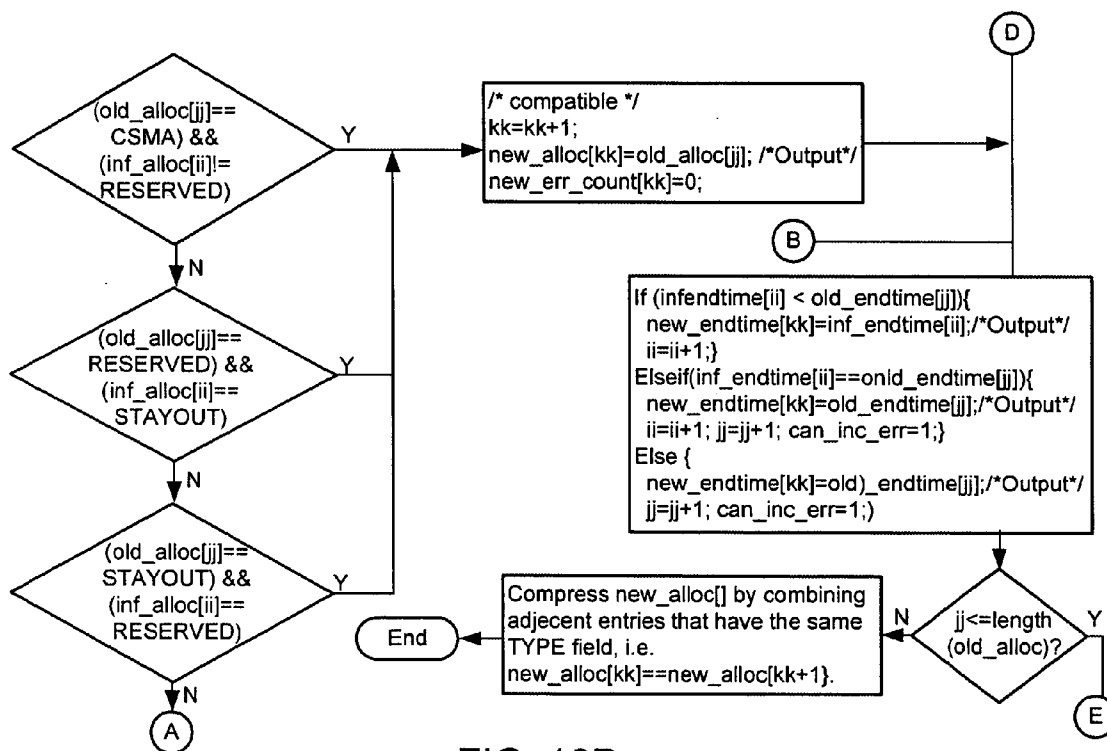 D
(old_alloc[jj]==
CSMA) &&
(inf_alloc[ii]!=
RESERVED)
Y
/* compatible */
kk=kk+1;
new_alloc[kk]=old_alloc[jj]; /*Output*/
new_err_count[kk]=0;
N
B
(old_alloc[jj]==
RESERVED) &&
(inf_alloc[ii]==
STAYOUT)
Y
If (infendtime[ii] < old_endtime[jj]){
new_endtime[kk]=inf_endtime[ii];/*Output*/
ii=ii+1;}
Elseif(inf_endtime[ii]==onld_endtime[jj]){
new_endtime[kk]=old_endtime[jj];/*Output*/
ii=ii+1; jj=jj+1; can_inc_err=1;}
Else {
new_endtime[kk]=old)_endtime[jj];/*Output*/
jj=jj+1; can_inc_err=1;)
N
(old_alloc[jj]==
STAYOUT) &&
(inf_alloc[ii]==
RESERVED)
Y
End
Compress new_alloc[] by combining
adjecent entries that have the same
TYPE field, i.e.
new_alloc[kk]==new_alloc[kk+1}.
N
jj<=length
(old_alloc)?
Y
N
A
E